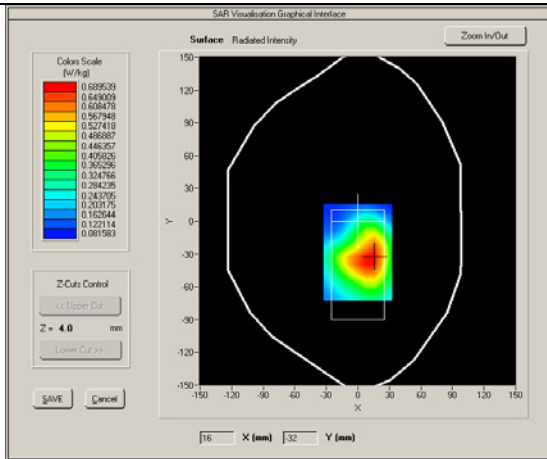 SAR Visualisation Graphical Interface
Surface Radiated Intensity
Zoom In/Out
Colors Scale
(W/kg)
0.689539
0.649009
0.608478
0.567948
0.527418
0.486887
0.446357
0.405826
0.365296
0.324766
0.284235
0.243705
0.203175
0.162644
0.122114
0.081583
Z-Cuts Control
<< Upper Cut
Z = 4.0 mm
Lower Cut >>
SAVE Cancel
150
120
90
60
30
0
-30
-60
-90
-120
-150
Y
-150 -120 -90 -60 -30 0 30 60 90 120 150
X
16 X (mm) -32 Y (mm)